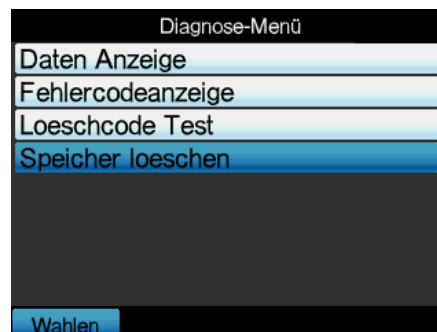 Diagnose-Menü
Daten Anzeige
Fehlercodeanzeige
Loeschcode Test
Speicher loeschen
Wahlen